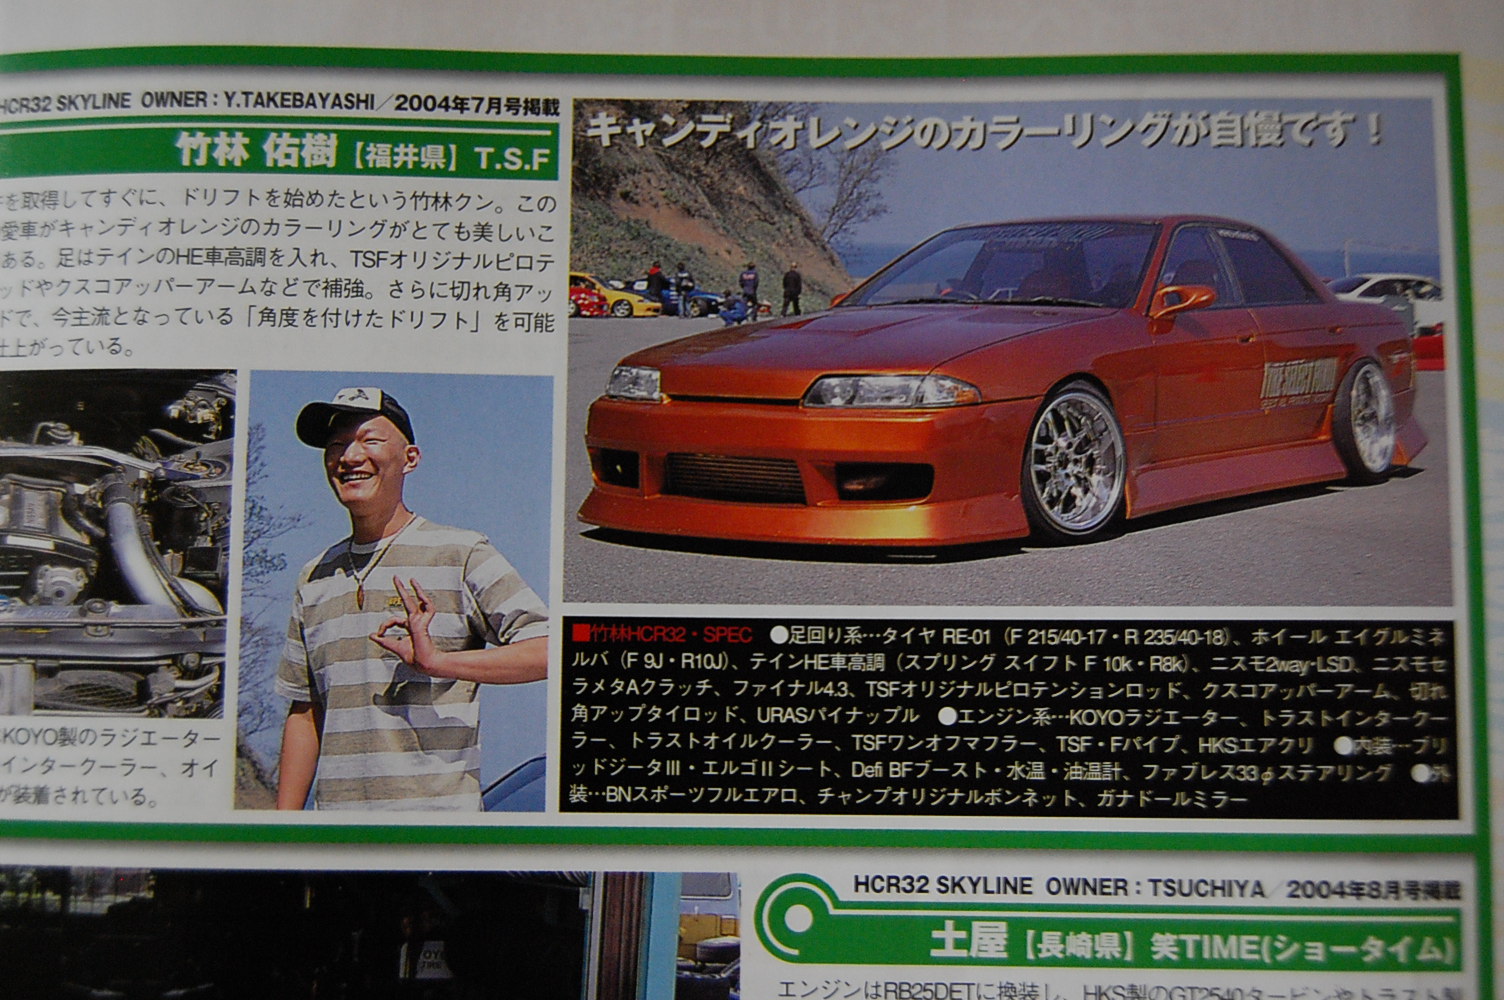 HCR32 SKYLINE OWNER：Y.TAKEBAYASHI／2004年7月号掲載
竹林 佑樹【福井県】T.S.F
を取得してすぐに、ドリフトを始めたという竹林クン。この
愛車がキャンディオレンジのカラーリングがとても美しいこ
ある。足はテインのHE車高調を入れ、TSFオリジナルピロテ
ッドやクスコアッパーアームなどで補強。さらに切れ角アッ
ドで、今主流となっている「角度を付けたドリフト」を可能
仕上がっている。
KOYO製のラジエーター
インタークーラー、オイ
が装着されている。
キャンディオレンジのカラーリングが自慢です！
TIRE SELECT
■竹林HCR32・SPEC ●足回り系…タイヤ RE-01（F 215/40-17・R 235/40-18）、ホイール エイグルミネ
ルバ（F 9J・R10J）、テインHE車高調（スプリング スイフト F 10k・R8k）、ニスモ2way・LSD、ニスモセ
ラメタAクラッチ、ファイナル4.3、TSFオリジナルピロテンションロッド、クスコアッパーアーム、切れ
角アップタイロッド、URASパイナップル ●エンジン系…KOYOラジエーター、トラストインタークー
ラー、トラストオイルクーラー、TSFワンオフマフラー、TSF・Fパイプ、HKSエアクリ ●内装…ブリ
ッドジータⅢ・エルゴⅡシート、Defi BFブースト・水温・油温計、ファブレス33φステアリング ●外
装…BNスポーツフルエアロ、チャンプオリジナルボンネット、ガナドールミラー
HCR32 SKYLINE OWNER：TSUCHIYA／2004年8月号掲載
土屋【長崎県】笑TIME(ショータイム)
エンジンはRB25DETに換装し、HKS製のGT2540タービンやトラスト製